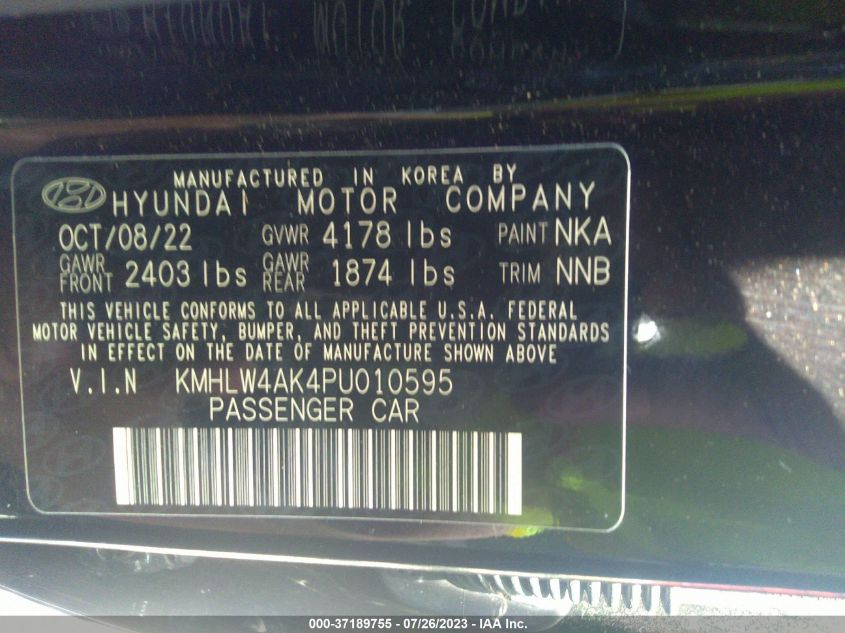 MANUFACTURED IN KOREA BY
HYUNDAI MOTOR COMPANY
OCT/08/22 GVWR 4178 lbs PAINT NKA
GAWR FRONT 2403 lbs GAWR REAR 1874 lbs TRIM NNB
THIS VEHICLE CONFORMS TO ALL APPLICABLE U.S.A. FEDERAL
MOTOR VEHICLE SAFETY, BUMPER, AND THEFT PREVENTION STANDARDS
IN EFFECT ON THE DATE OF MANUFACTURE SHOWN ABOVE
V.I.N KMHLW4AK4PU010595
PASSENGER CAR
000-37189755 - 07/26/2023 - IAA Inc.